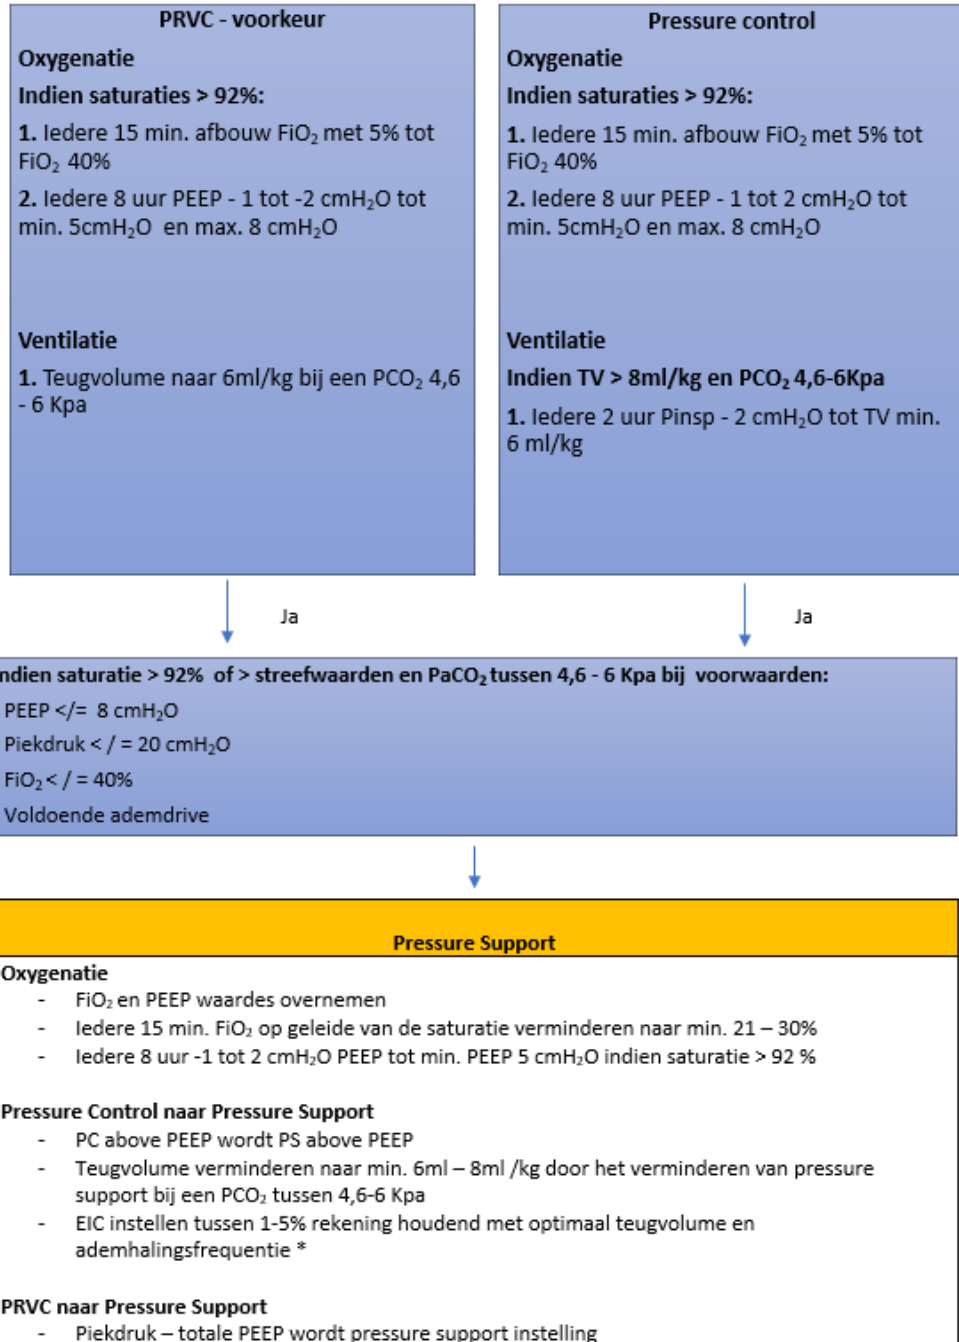 PRVC - voorkeur
Oxygenatie
Indien saturaties > 92%:
1. Iedere 15 min. afbouw FiO₂ met 5% tot
FiO₂ 40%
2. Iedere 8 uur PEEP - 1 tot -2 cmH₂O tot
min. 5cmH₂O en max. 8 cmH₂O
Ventilatie
1. Teugvolume naar 6ml/kg bij een PCO₂ 4,6
- 6 Kpa
Pressure control
Oxygenatie
Indien saturaties > 92%:
1. Iedere 15 min. afbouw FiO₂ met 5% tot
FiO₂ 40%
2. Iedere 8 uur PEEP - 1 tot 2 cmH₂O tot
min. 5cmH₂O en max. 8 cmH₂O
Ventilatie
Indien TV > 8ml/kg en PCO₂ 4,6-6Kpa
1. Iedere 2 uur Pinsp - 2 cmH₂O tot TV min.
6 ml/kg
Ja
Ja
ndien saturatie > 92% of > streefwaarden en PaCO₂ tussen 4,6 - 6 Kpa bij voorwaarden:
PEEP </= 8 cmH₂O
Piekdruk < / = 20 cmH₂O
FiO₂ < / = 40%
Voldoende ademdrive
Pressure Support
Oxygenatie
- FiO₂ en PEEP waardes overnemen
- Iedere 15 min. FiO₂ op geleide van de saturatie verminderen naar min. 21 – 30%
- Iedere 8 uur -1 tot 2 cmH₂O PEEP tot min. PEEP 5 cmH₂O indien saturatie > 92 %
Pressure Control naar Pressure Support
- PC above PEEP wordt PS above PEEP
- Teugvolume verminderen naar min. 6ml – 8ml /kg door het verminderen van pressure
support bij een PCO₂ tussen 4,6-6 Kpa
- EIC instellen tussen 1-5% rekening houdend met optimaal teugvolume en
ademhalingsfrequentie *
PRVC naar Pressure Support
- Piekdruk – totale PEEP wordt pressure support instelling